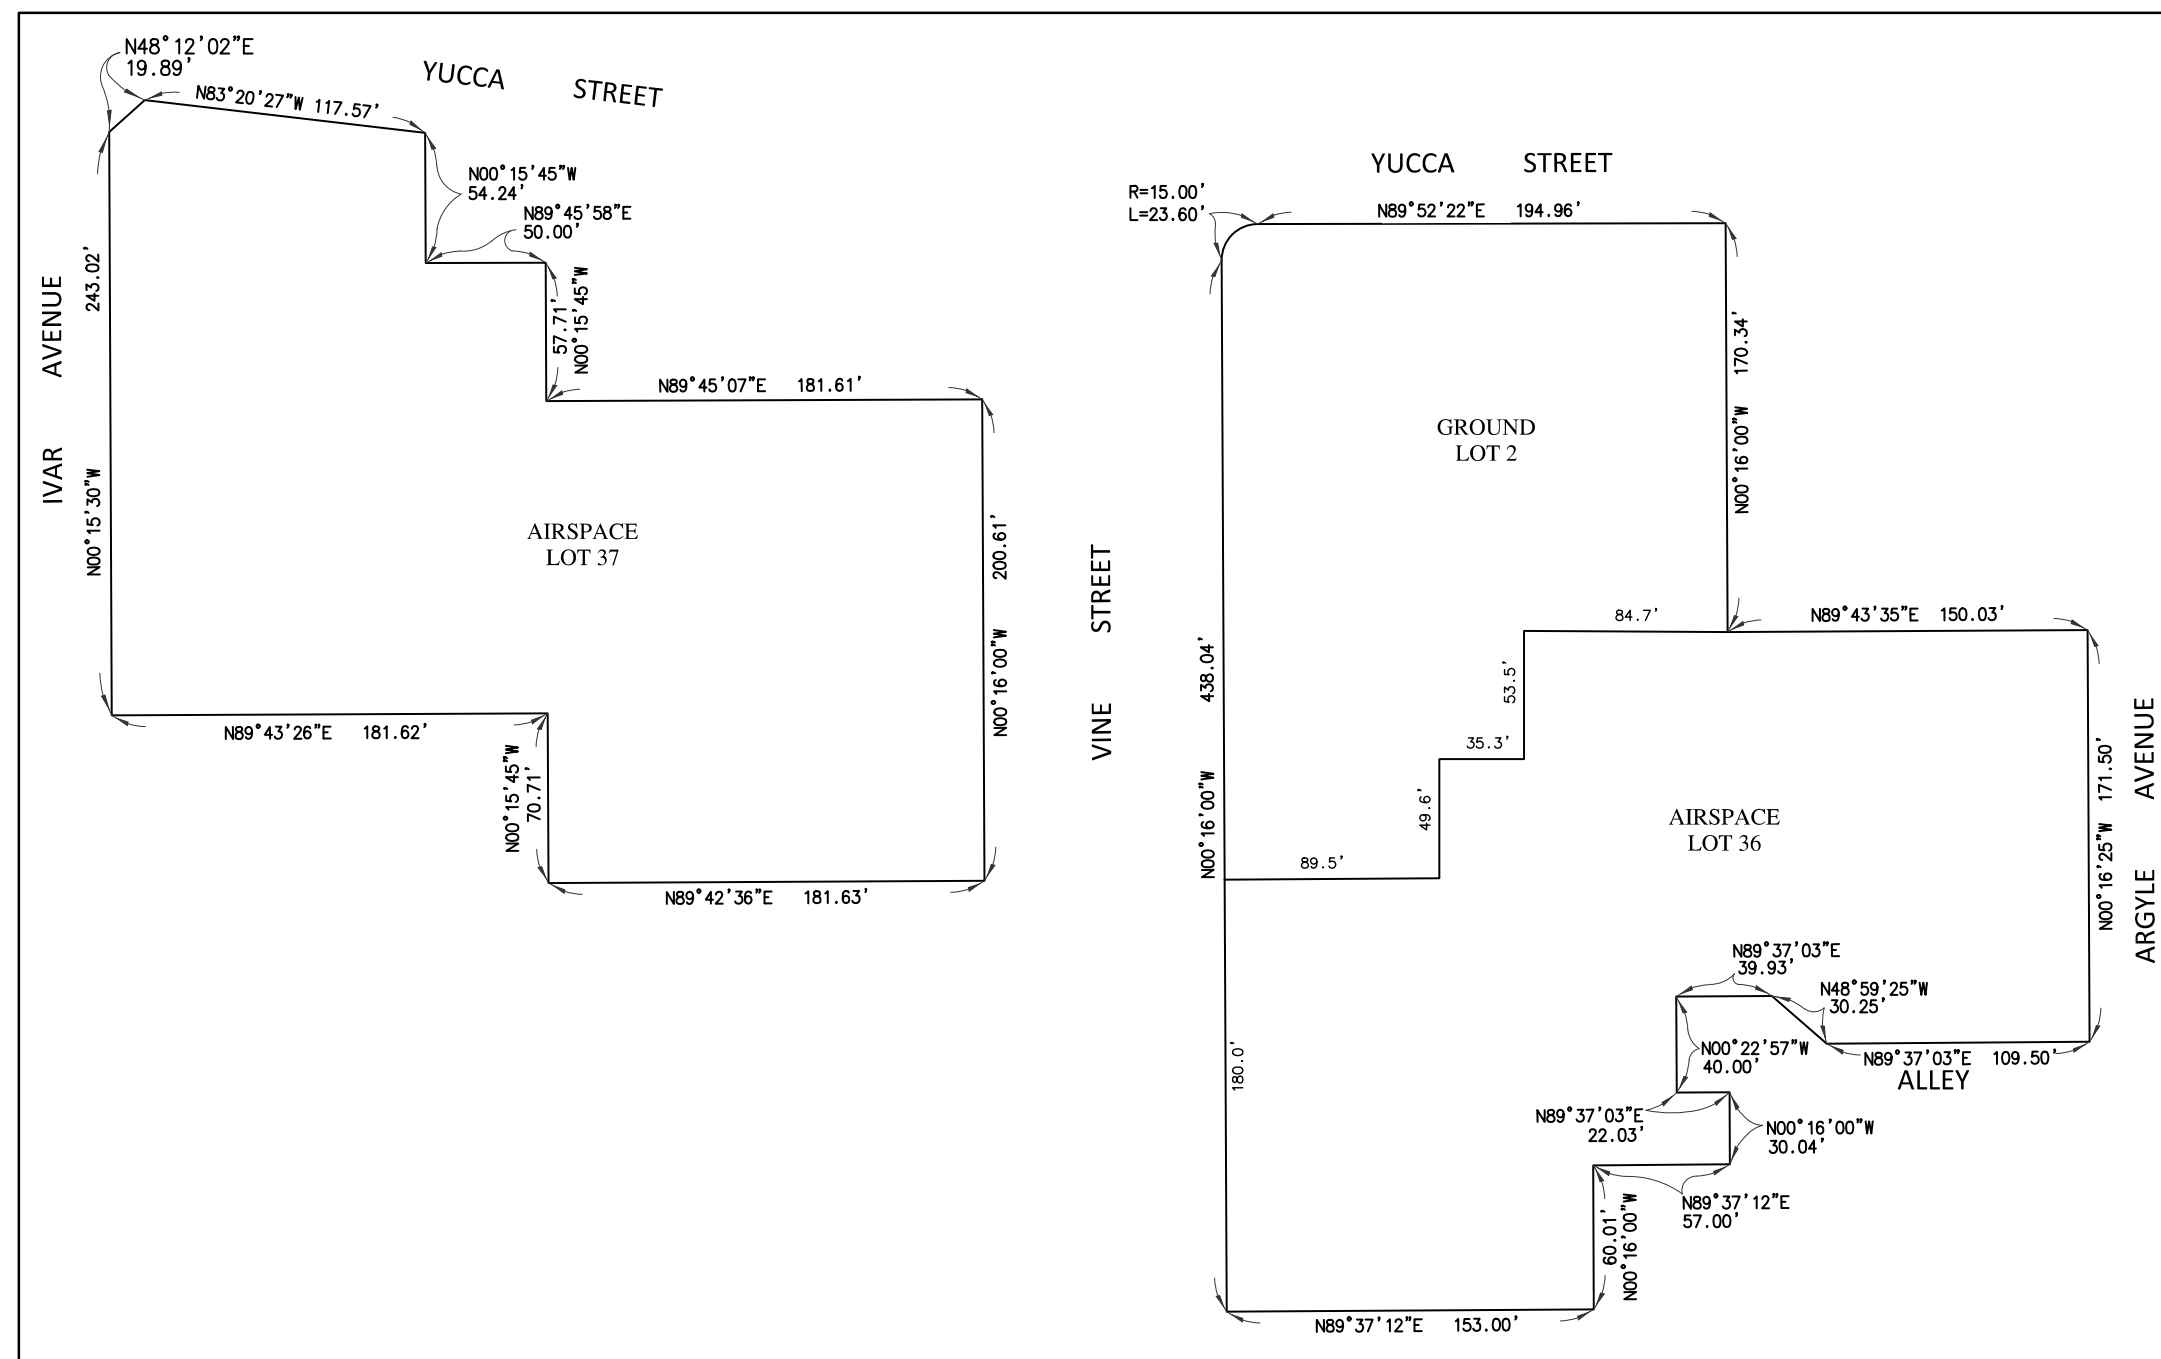 N48°12'02"E
19.89'
N83°20'27"W 117.57'
YUCCA STREET
N00°15'45"W
54.24'
N89°45'58"E
50.00'
57.71'
N00°15'45"W
IVAR AVENUE
N00°15'30"W 243.02'
N89°45'07"E 181.61'
AIRSPACE
LOT 37
N00°16'00"W 200.61'
N89°43'26"E 181.62'
N00°15'45"W
70.71'
N89°42'36"E 181.63'
VINE STREET
YUCCA STREET
R=15.00'
L=23.60'
N89°52'22"E 194.96'
N00°16'00"W 170.34'
GROUND
LOT 2
N00°16'00"W 438.04'
84.7'
N89°43'35"E 150.03'
53.5'
35.3'
49.6'
89.5'
AIRSPACE
LOT 36
N00°16'25"W 171.50'
ARGYLE AVENUE
N89°37'03"E
39.93'
N48°59'25"W
30.25'
N00°22'57"W
40.00'
N89°37'03"E 109.50'
ALLEY
180.0'
N89°37'03"E
22.03'
N00°16'00"W
30.04'
N89°37'12"E
57.00'
60.01'
N00°16'00"W
N89°37'12"E 153.00'